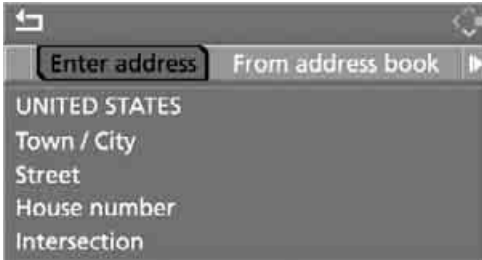 Enter address From address book
UNITED STATES
Town / City
Street
House number
Intersection